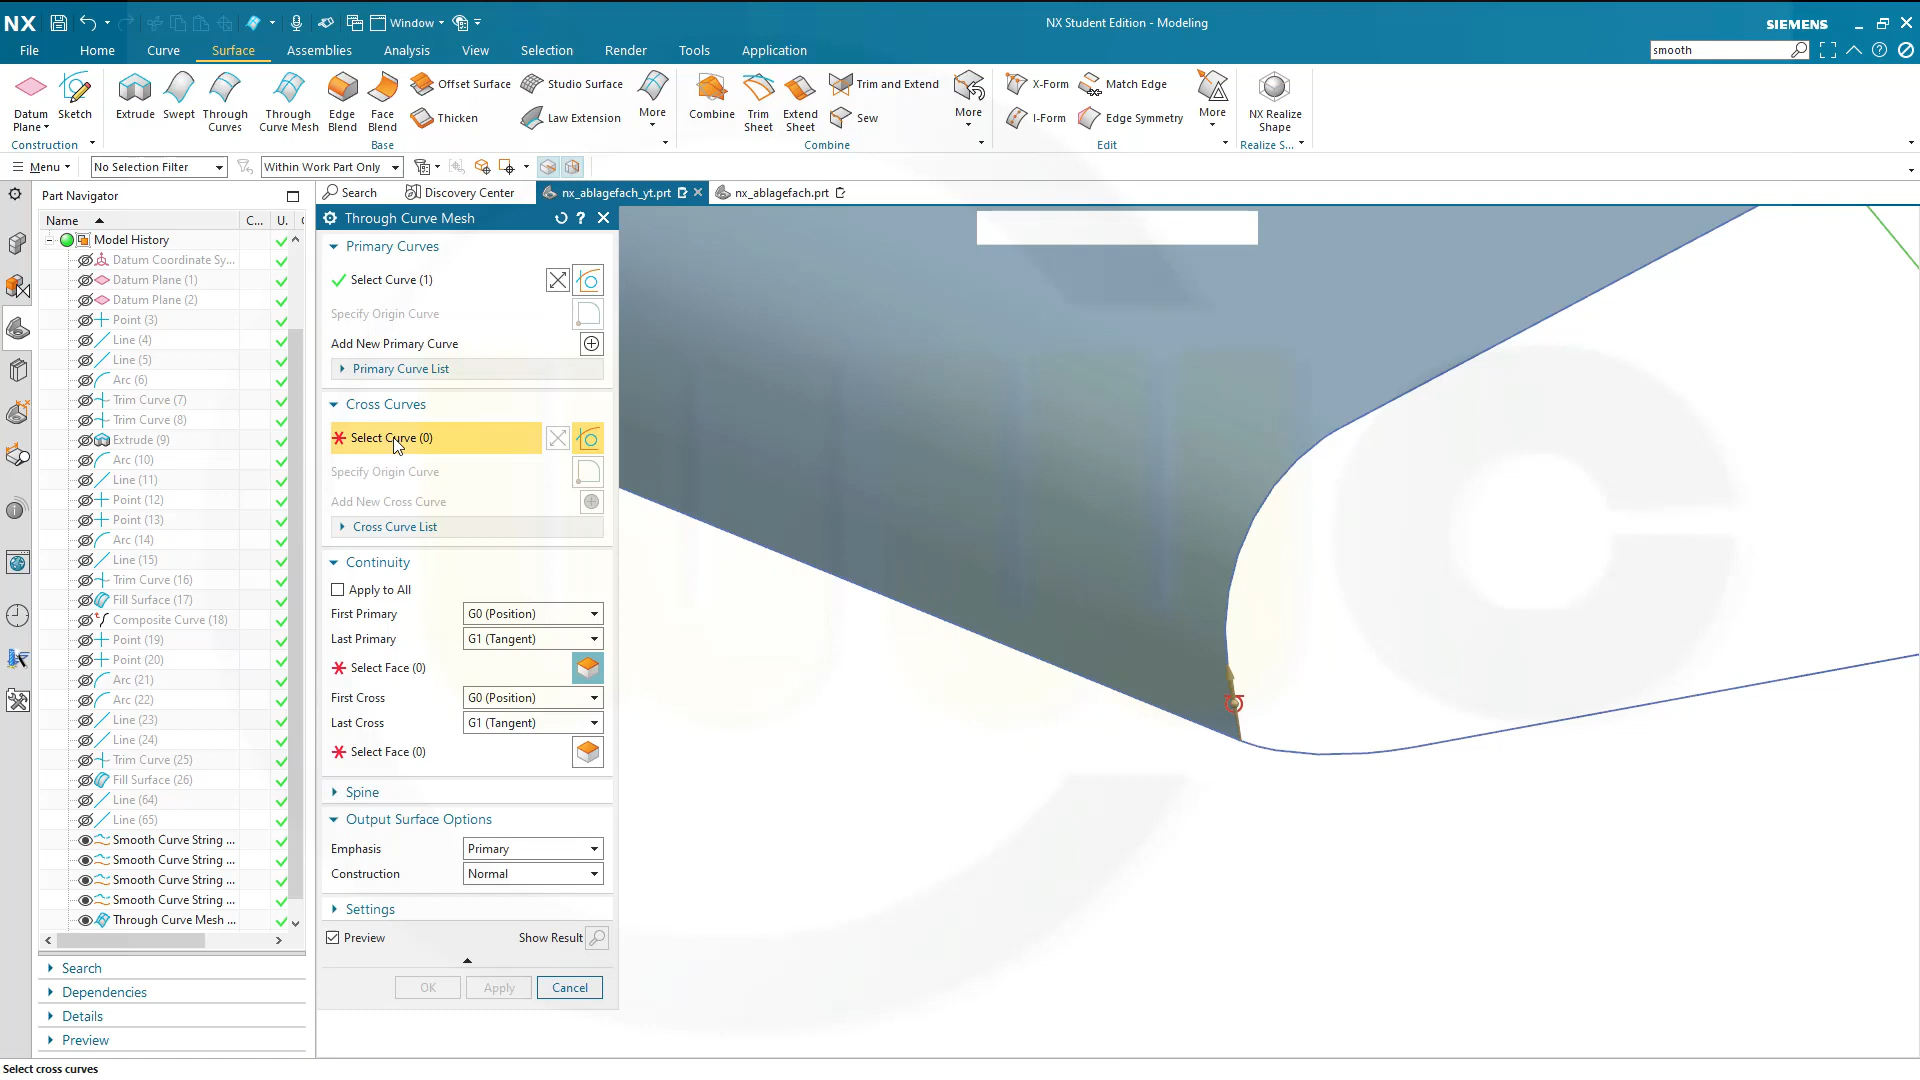 NX
Window
NX Student Edition - Modeling
SIEMENS
File
Home
Curve
Surface
Assemblies
Analysis
View
Selection
Render
Tools
Application
smooth
Datum Plane
Sketch
Extrude
Swept
Through Curves
Through Curve Mesh
Edge Blend
Face Blend
Offset Surface
Thicken
Studio Surface
Law Extension
More
Combine
Trim Sheet
Extend Sheet
Trim and Extend
Sew
More
X-Form
I-Form
Match Edge
Edge Symmetry
More
NX Realize Shape
Construction
Base
Combine
Edit
Realize S...
Menu
No Selection Filter
Within Work Part Only
Part Navigator
Search
Discovery Center
nx_ablagefach_yt.prt
nx_ablagefach.prt
Name
C...
U.
Model History
Datum Coordinate Sy...
Datum Plane (1)
Datum Plane (2)
Point (3)
Line (4)
Line (5)
Arc (6)
Trim Curve (7)
Trim Curve (8)
Extrude (9)
Arc (10)
Line (11)
Point (12)
Point (13)
Arc (14)
Line (15)
Trim Curve (16)
Fill Surface (17)
Composite Curve (18)
Point (19)
Point (20)
Arc (21)
Arc (22)
Line (23)
Line (24)
Trim Curve (25)
Fill Surface (26)
Line (64)
Line (65)
Smooth Curve String ...
Smooth Curve String ...
Smooth Curve String ...
Smooth Curve String ...
Through Curve Mesh ...
Search
Dependencies
Details
Preview
Through Curve Mesh
Primary Curves
Select Curve (1)
Specify Origin Curve
Add New Primary Curve
Primary Curve List
Cross Curves
Select Curve (0)
Specify Origin Curve
Add New Cross Curve
Cross Curve List
Continuity
Apply to All
First Primary
G0 (Position)
Last Primary
G1 (Tangent)
Select Face (0)
First Cross
G0 (Position)
Last Cross
G1 (Tangent)
Select Face (0)
Spine
Output Surface Options
Emphasis
Primary
Construction
Normal
Settings
Preview
Show Result
OK
Apply
Cancel
Select cross curves